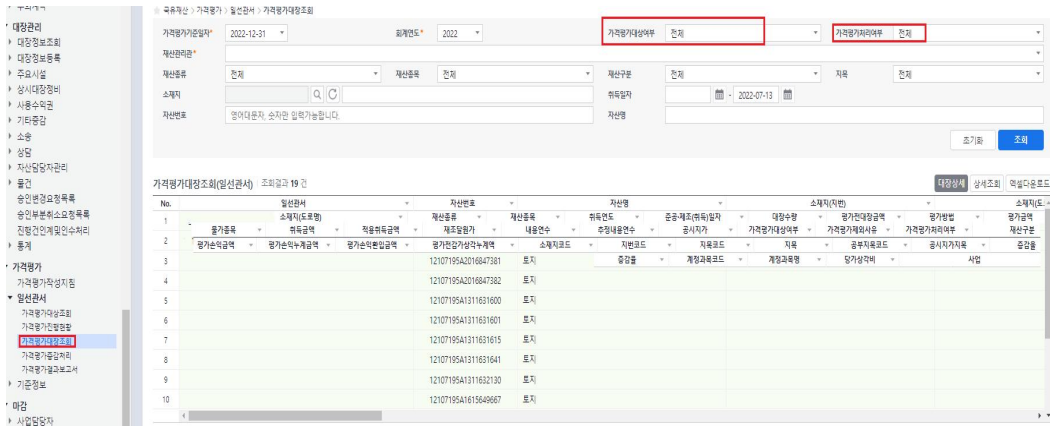 대장관리
대장정보조회
대장정보등록
주요시설
상시대장정비
사용수익권
기타증감
소송
상담
자산담당자관리
물건
승인변경요청목록
승인부분취소요청목록
진행건인계및인수처리
통계
가격평가
가격평가작성지침
일선관서
가격평가대상조회
가격평가진행현황
가격평가대장조회
가격평가증감처리
가격평가결과보고서
기준정보
마감
사업담당자
국유재산 > 가격평가 > 일선관서 > 가격평가대장조회
가격평가기준일자* 2022-12-31 회계연도* 2022 가격평가대상여부 전체 가격평가처리여부 전체
재산관리관*
재산종류 전체 재산종목 전체 재산구분 전체 지목 전체
소재지 취득일자 - 2022-07-13
자산번호 영어대문자, 숫자만 입력가능합니다. 자산명
초기화 조회
가격평가대장조회(일선관서) 조회결과 19 건 대장상세 상세조회 엑셀다운로드
No. 일선관서 자산번호 자산명 소재지(지번) 소재지(도
1 소재지(도로명) 재산종류 재산종목 취득연도 준공·제조(취득)일자 대장수량 평가전대장금액 평가방법 평가금액
물가종목 취득금액 적용취득금액 제조달원가 내용연수 추정내용연수 공시지가 가격평가대상여부 가격평가제외사유 가격평가처리여부 재산구분
2 평가손익금액 평가손익누계금액 평가손익환입금액 평가전감가상각누계액 소재지코드 지번코드 지목코드 지목 공부지목코드 공시지가지목 증감율
3 12107195A2016847381 토지 증감율 계정과목코드 계정과목명 당가상각비 사업
4 12107195A2016847382 토지
5 12107195A1311631600 토지
6 12107195A1311631601 토지
7 12107195A1311631615 토지
8 12107195A1311631641 토지
9 12107195A1311632130 토지
10 12107195A1615649667 토지